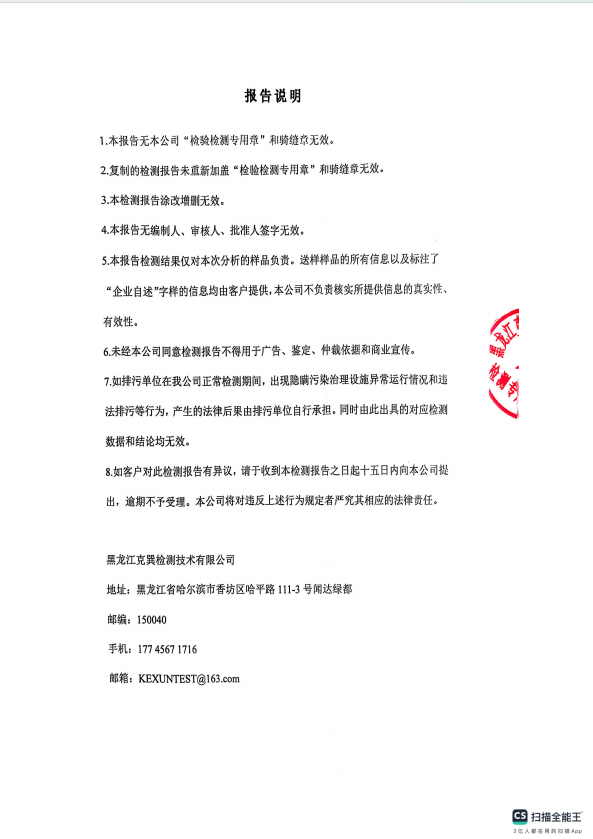 报告说明
1.本报告无本公司“检验检测专用章”和骑缝章无效。
2.复制的检测报告未重新加盖“检验检测专用章”和骑缝章无效。
3.本检测报告涂改增删无效。
4.本报告无编制人、审核人、批准人签字无效。
5.本报告检测结果仅对本次分析的样品负责。送样样品的所有信息以及标注了
“企业自述”字样的信息均由客户提供,本公司不负责核实所提供信息的真实性、
有效性。
6.未经本公司同意检测报告不得用于广告、鉴定、仲裁依据和商业宣传。
7.如排污单位在我公司正常检测期间，出现隐瞒污染治理设施异常运行情况和违
法排污等行为，产生的法律后果由排污单位自行承担。同时由此出具的对应检测
数据和结论均无效。
8.如客户对此检测报告有异议，请于收到本检测报告之日起十五日内向本公司提
出，逾期不予受理。本公司将对违反上述行为规定者严究其相应的法律责任。
黑龙江
检测专
黑龙江克巽检测技术有限公司
地址：黑龙江省哈尔滨市香坊区哈平路 111-3 号闻达绿都
邮编：150040
手机：177 4567 1716
邮箱：KEXUNTEST@163.com
CS 扫描全能王
3亿人都在用的扫描App